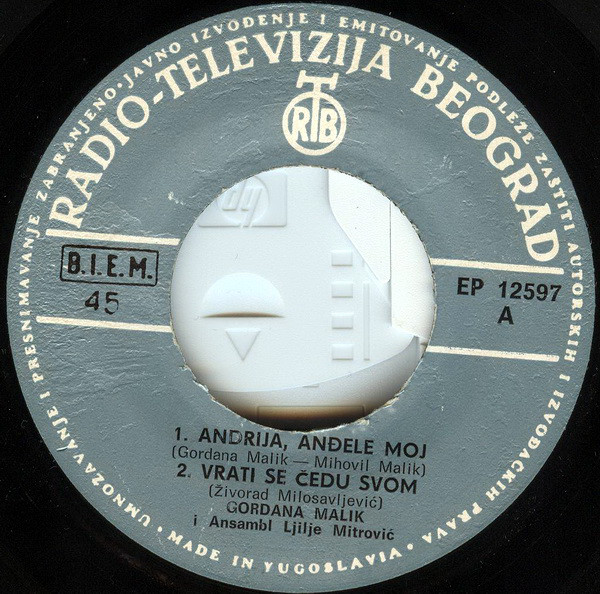 UMNOŽAVANJE I PRESNIMAVANJE ZABRANJENO · JAVNO IZVOĐENJE I EMITOVANJE PODLEŽE ZAŠTITI AUTORSKIH I IZVOĐAČKIH PRAVA ·
RADIO-TELEVIZIJA BEOGRAD
RTB
hp
B.I.E.M.
45
EP 12597
A
1. ANDRIJA, ANĐELE MOJ
(Gordana Malik — Mihovil Malik)
2. VRATI SE ČEDU SVOM
(Živorad Milosavljević)
GORDANA MALIK
i Ansambl Ljilje Mitrović
MADE IN YUGOSLAVIA ·